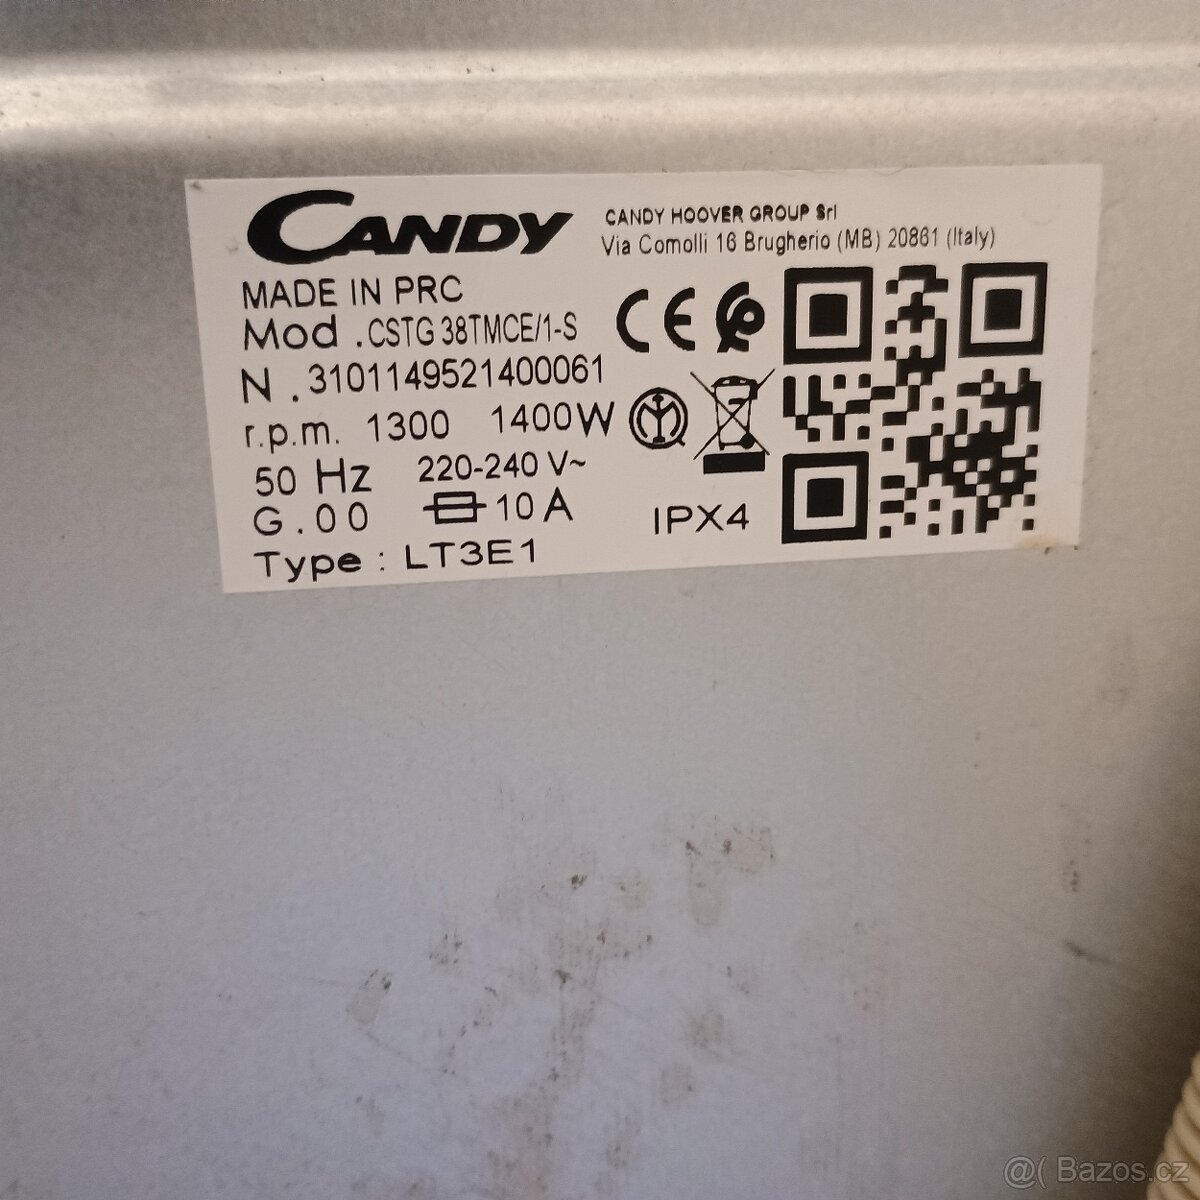 CANDY
CANDY HOOVER GROUP Srl
Via Comolli 16 Brugherio (MB) 20861 (Italy)
MADE IN PRC
Mod .CSTG 38TMCE/1-S
N .3101149521400061
r.p.m. 1300 1400W
50 Hz 220-240 V~
G.00 10 A
IPX4
Type : LT3E1
@( Bazos.cz